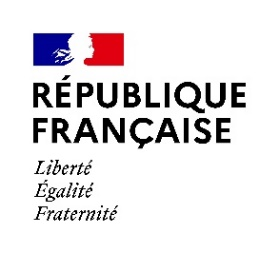 RÉPUBLIQUE
FRANÇAISE
Liberté
Égalité
Fraternité